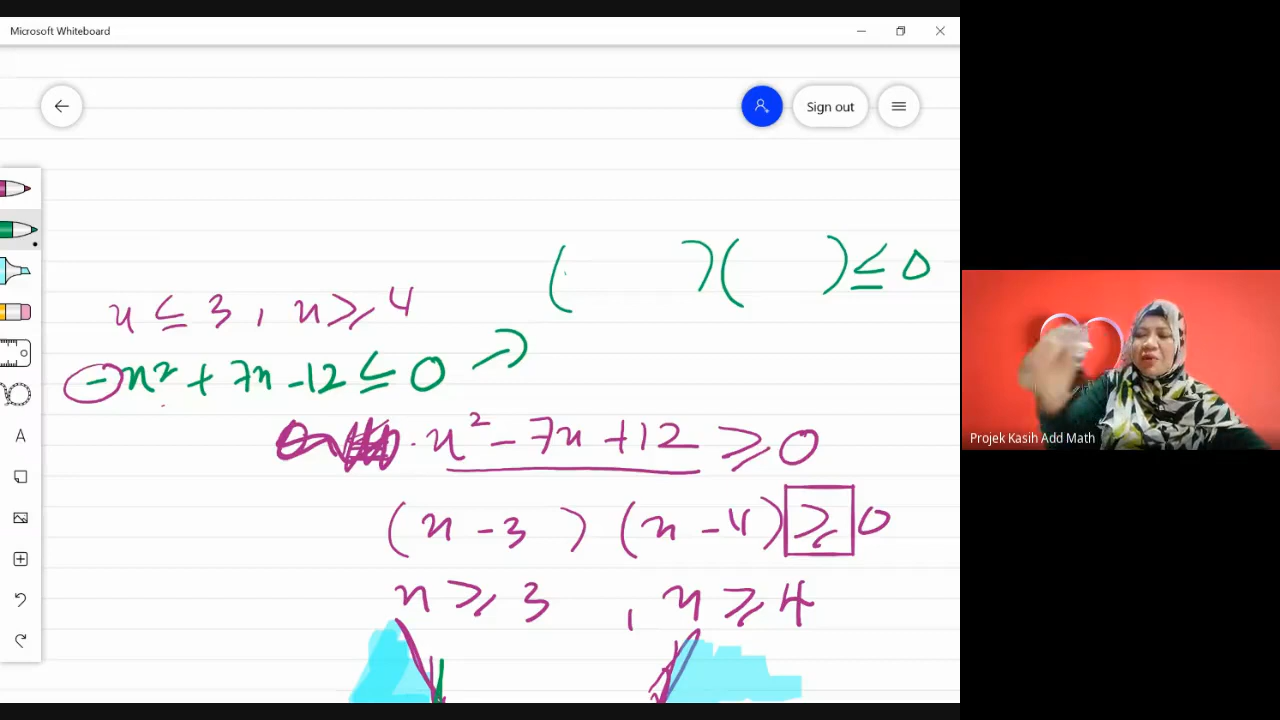 Microsoft Whiteboard
Sign out
(      )(      ) ≤ 0
x ≤ 3, x ≥ 4
-x² + 7x - 12 ≤ 0
x² - 7x + 12 ≥ 0
(x - 3) (x - 4) ≥ 0
x ≥ 3, x ≥ 4
A
Projek Kasih Add Math